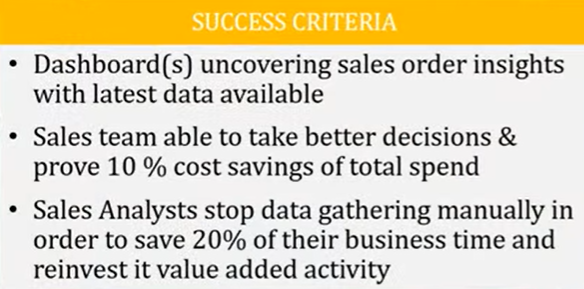 SUCCESS CRITERIA
• Dashboard(s) uncovering sales order insights
with latest data available
• Sales team able to take better decisions &
prove 10 % cost savings of total spend
• Sales Analysts stop data gathering manually in
order to save 20% of their business time and
reinvest it value added activity